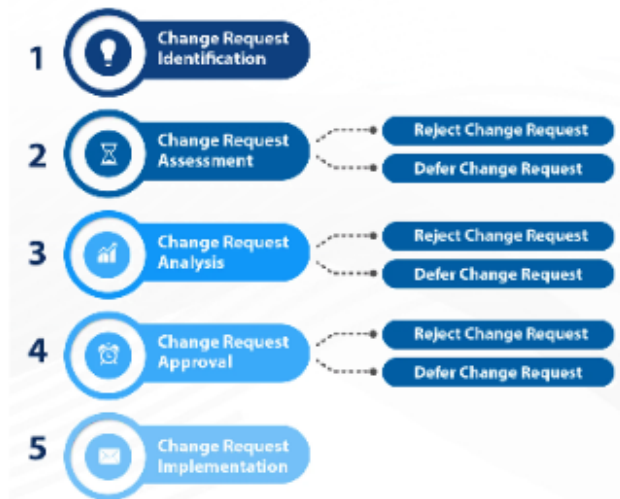 1
Change Request
Identification
2
Change Request
Assessment
Reject Change Request
Defer Change Request
3
Change Request
Analysis
Reject Change Request
Defer Change Request
4
Change Request
Approval
Reject Change Request
Defer Change Request
5
Change Request
Implementation